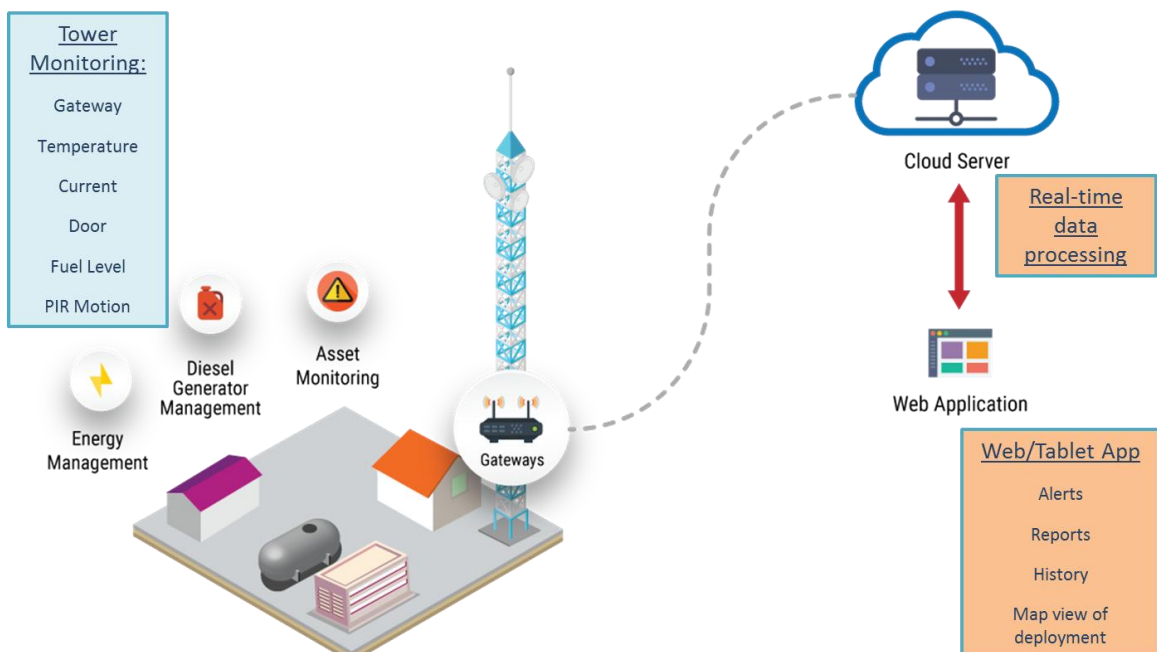 Tower
Monitoring:
Gateway
Temperature
Current
Door
Fuel Level
PIR Motion
Energy
Management
Diesel
Generator
Management
Asset
Monitoring
Gateways
Cloud Server
Real-time
data
processing
Web Application
Web/Tablet App
Alerts
Reports
History
Map view of
deployment